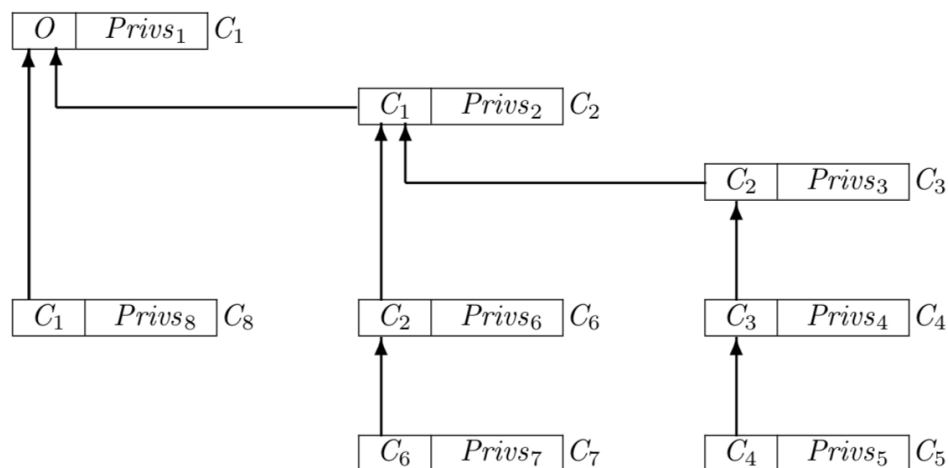 O Privs₁ C₁
C₁ Privs₂ C₂
C₂ Privs₃ C₃
C₁ Privs₈ C₈
C₂ Privs₆ C₆
C₃ Privs₄ C₄
C₆ Privs₇ C₇
C₄ Privs₅ C₅